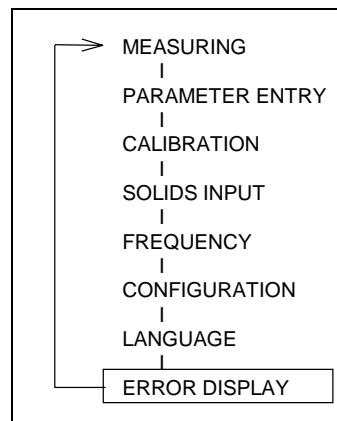 MEASURING
PARAMETER ENTRY
CALIBRATION
SOLIDS INPUT
FREQUENCY
CONFIGURATION
LANGUAGE
ERROR DISPLAY